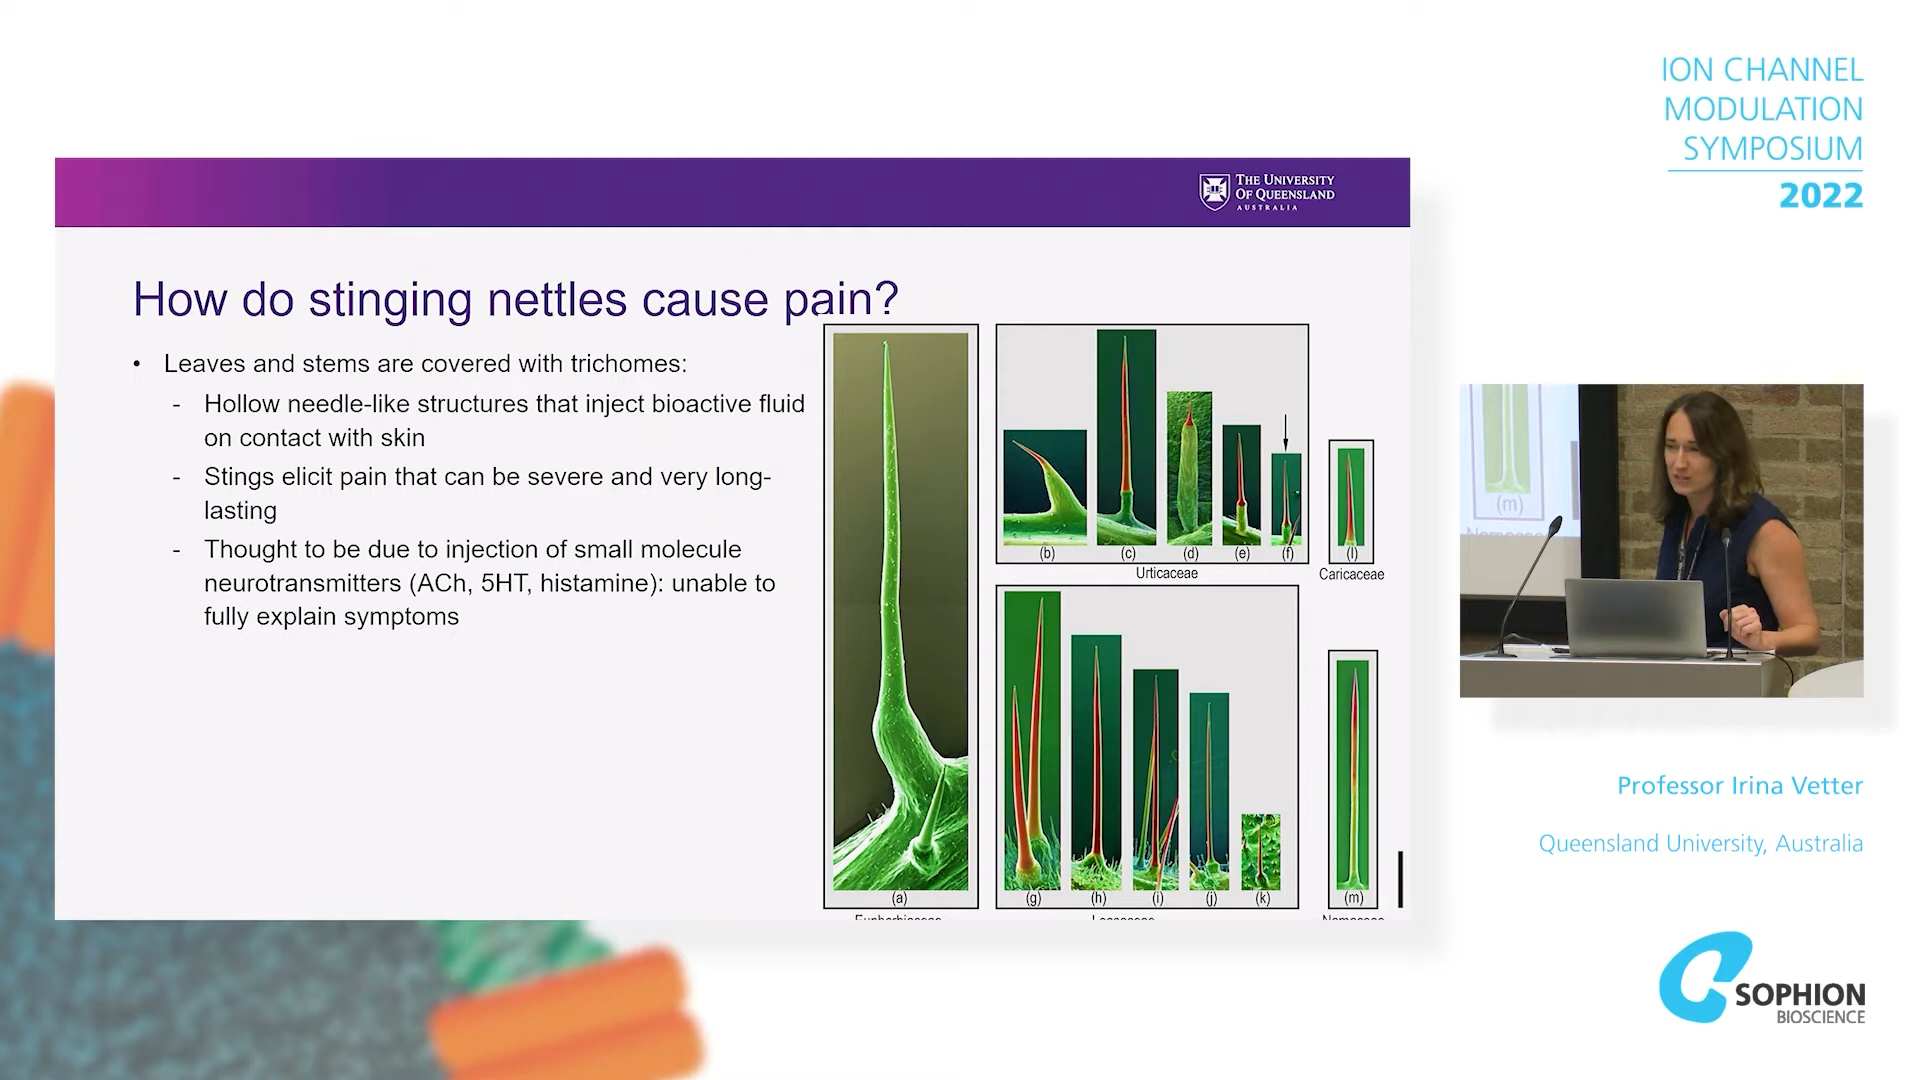 ION CHANNEL
MODULATION
SYMPOSIUM
2022
THE UNIVERSITY
OF QUEENSLAND
AUSTRALIA
How do stinging nettles cause pain?
• Leaves and stems are covered with trichomes:
- Hollow needle-like structures that inject bioactive fluid
on contact with skin
- Stings elicit pain that can be severe and very long-
lasting
- Thought to be due to injection of small molecule
neurotransmitters (ACh, 5HT, histamine): unable to
fully explain symptoms
(b) (c) (d) (e) (f) (l)
Urticaceae Caricaceae
(a) (g) (h) (i) (j) (k) (m)
(m)
Professor Irina Vetter
Queensland University, Australia
SOPHION
BIOSCIENCE